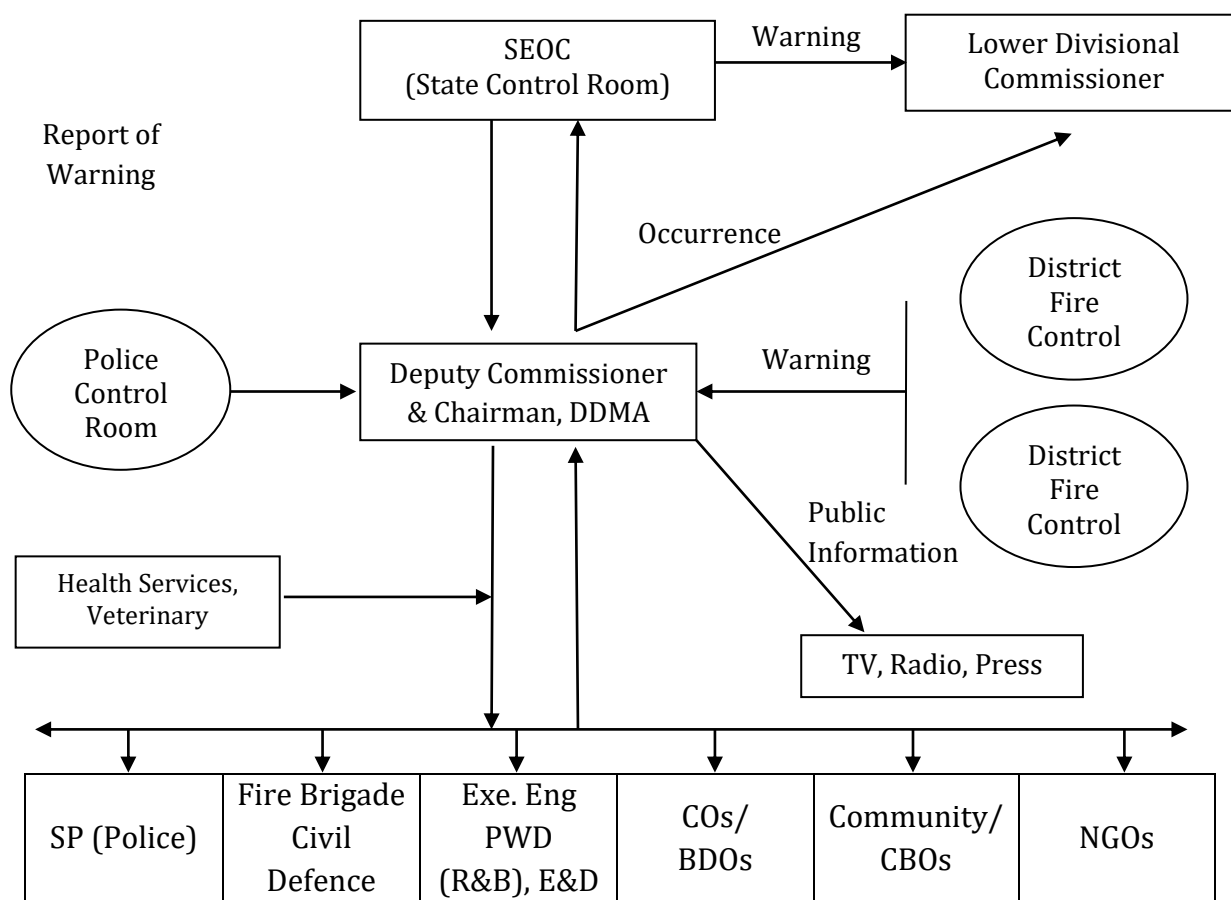 SEOC
(State Control Room)
Warning
Lower Divisional
Commissioner
Report of
Warning
Occurrence
District
Fire
Control
Police
Control
Room
Deputy Commissioner
& Chairman, DDMA
Warning
District
Fire
Control
Public
Information
Health Services,
Veterinary
TV, Radio, Press
SP (Police)
Fire Brigade
Civil
Defence
Exe. Eng
PWD
(R&B), E&D
COs/
BDOs
Community/
CBOs
NGOs